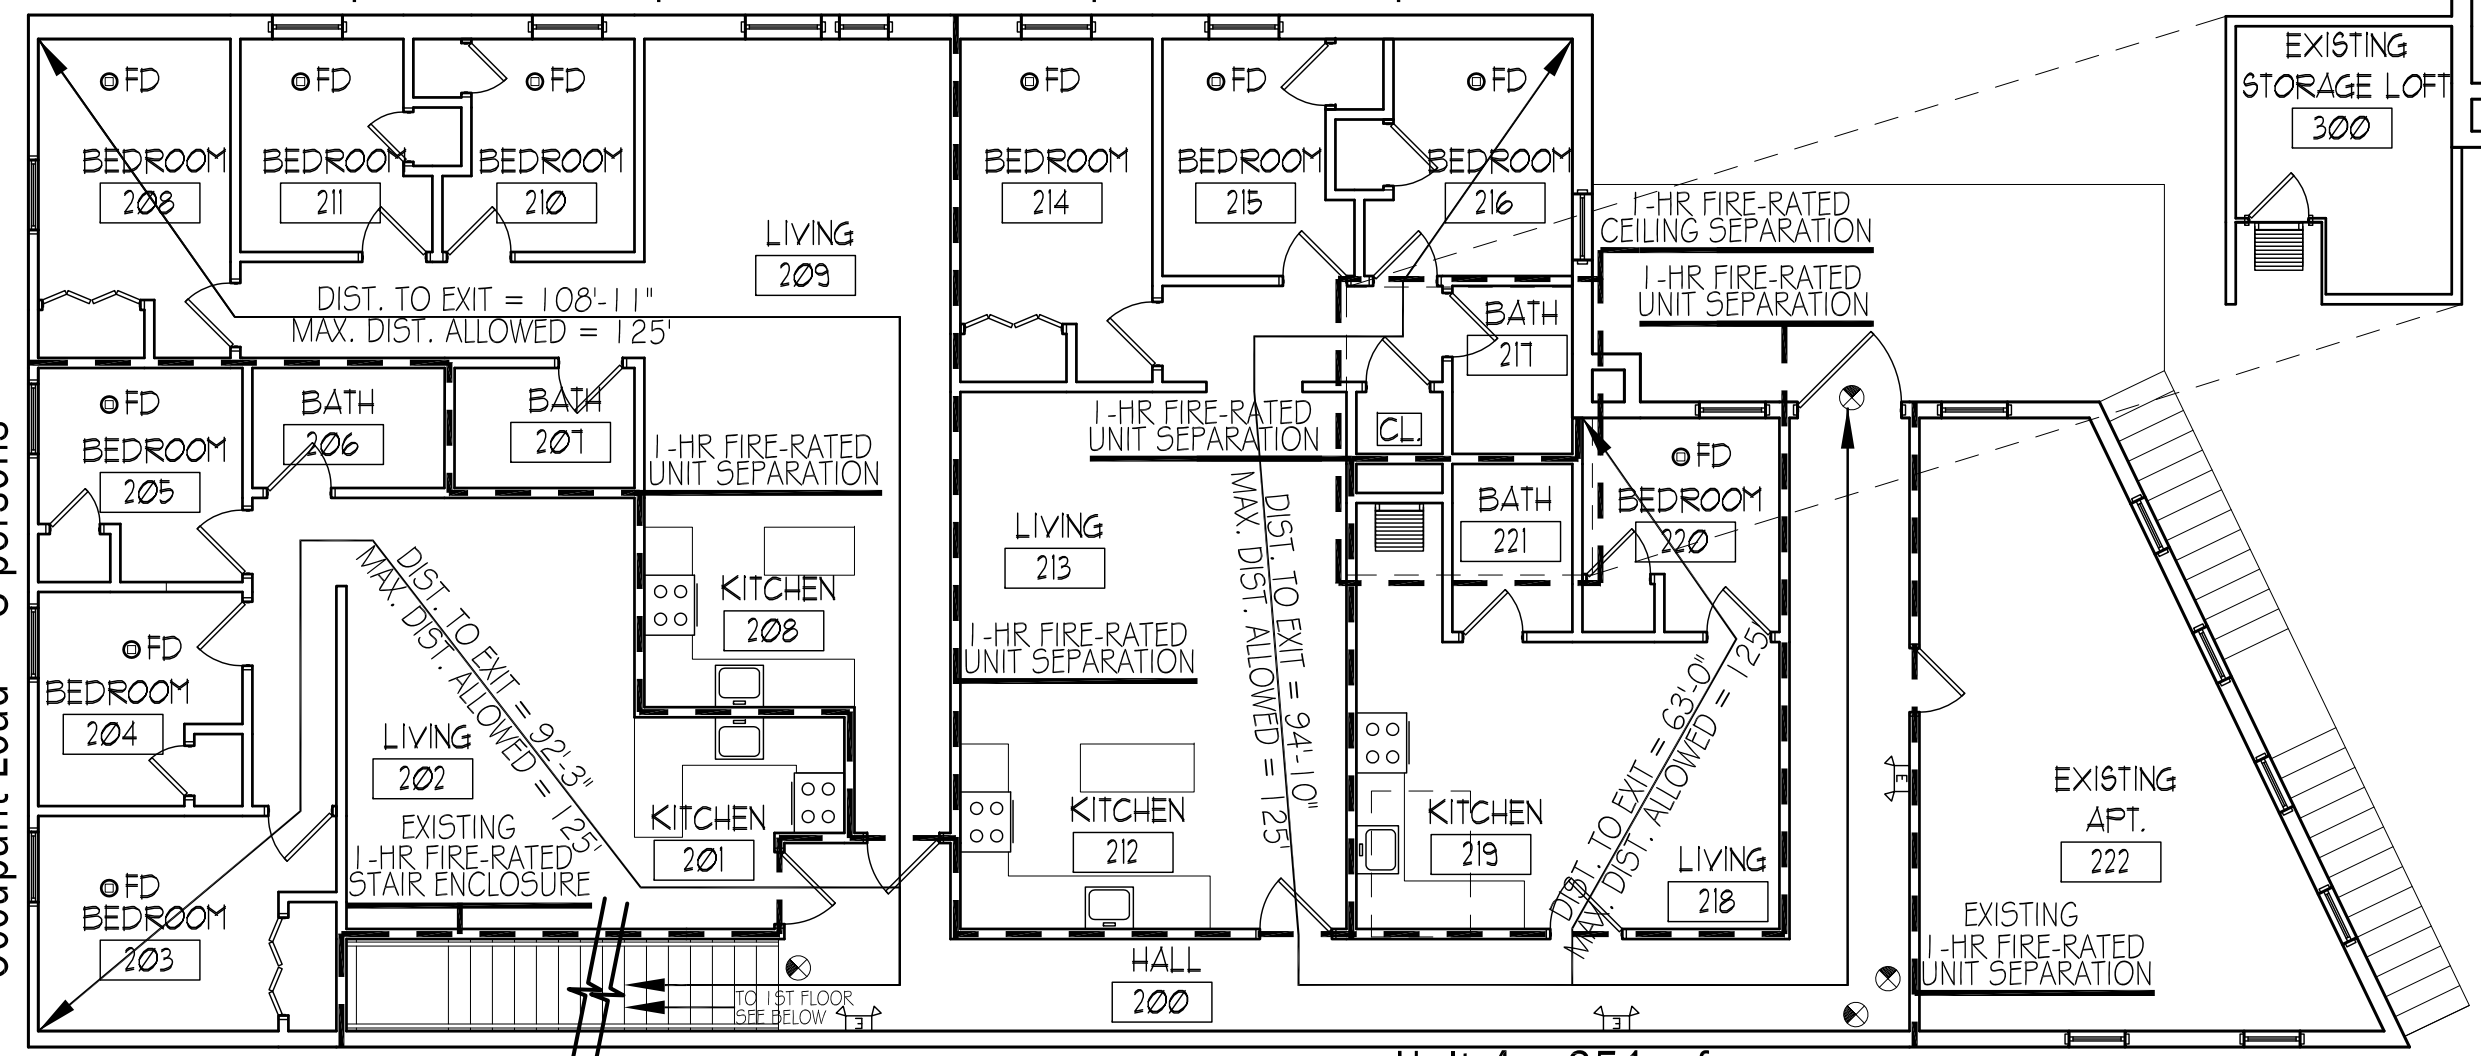 FD
BEDROOM
208
FD
BEDROOM
211
FD
BEDROOM
210
LIVING
209
FD
BEDROOM
214
FD
BEDROOM
215
FD
BEDROOM
216
EXISTING
STORAGE LOFT
300
1-HR FIRE-RATED
CEILING SEPARATION
1-HR FIRE-RATED
UNIT SEPARATION
DIST. TO EXIT = 108'-11"
MAX. DIST. ALLOWED = 125'
BATH
217
FD
BEDROOM
205
BATH
206
BATH
207
1-HR FIRE-RATED
UNIT SEPARATION
1-HR FIRE-RATED
UNIT SEPARATION
CL.
FD
BEDROOM
220
BATH
221
DIST. TO EXIT = 92'-3"
MAX. DIST. ALLOWED = 125'
KITCHEN
208
LIVING
213
1-HR FIRE-RATED
UNIT SEPARATION
DIST. TO EXIT = 94'-10"
MAX. DIST. ALLOWED = 125'
FD
BEDROOM
204
LIVING
202
KITCHEN
201
EXISTING
1-HR FIRE-RATED
STAIR ENCLOSURE
KITCHEN
212
KITCHEN
219
DIST. TO EXIT = 63'-0"
MAX. DIST. ALLOWED = 125'
LIVING
218
EXISTING
APT.
222
EXISTING
1-HR FIRE-RATED
UNIT SEPARATION
FD
BEDROOM
203
TO 1ST FLOOR
SEE BELOW
HALL
200
E
E
E